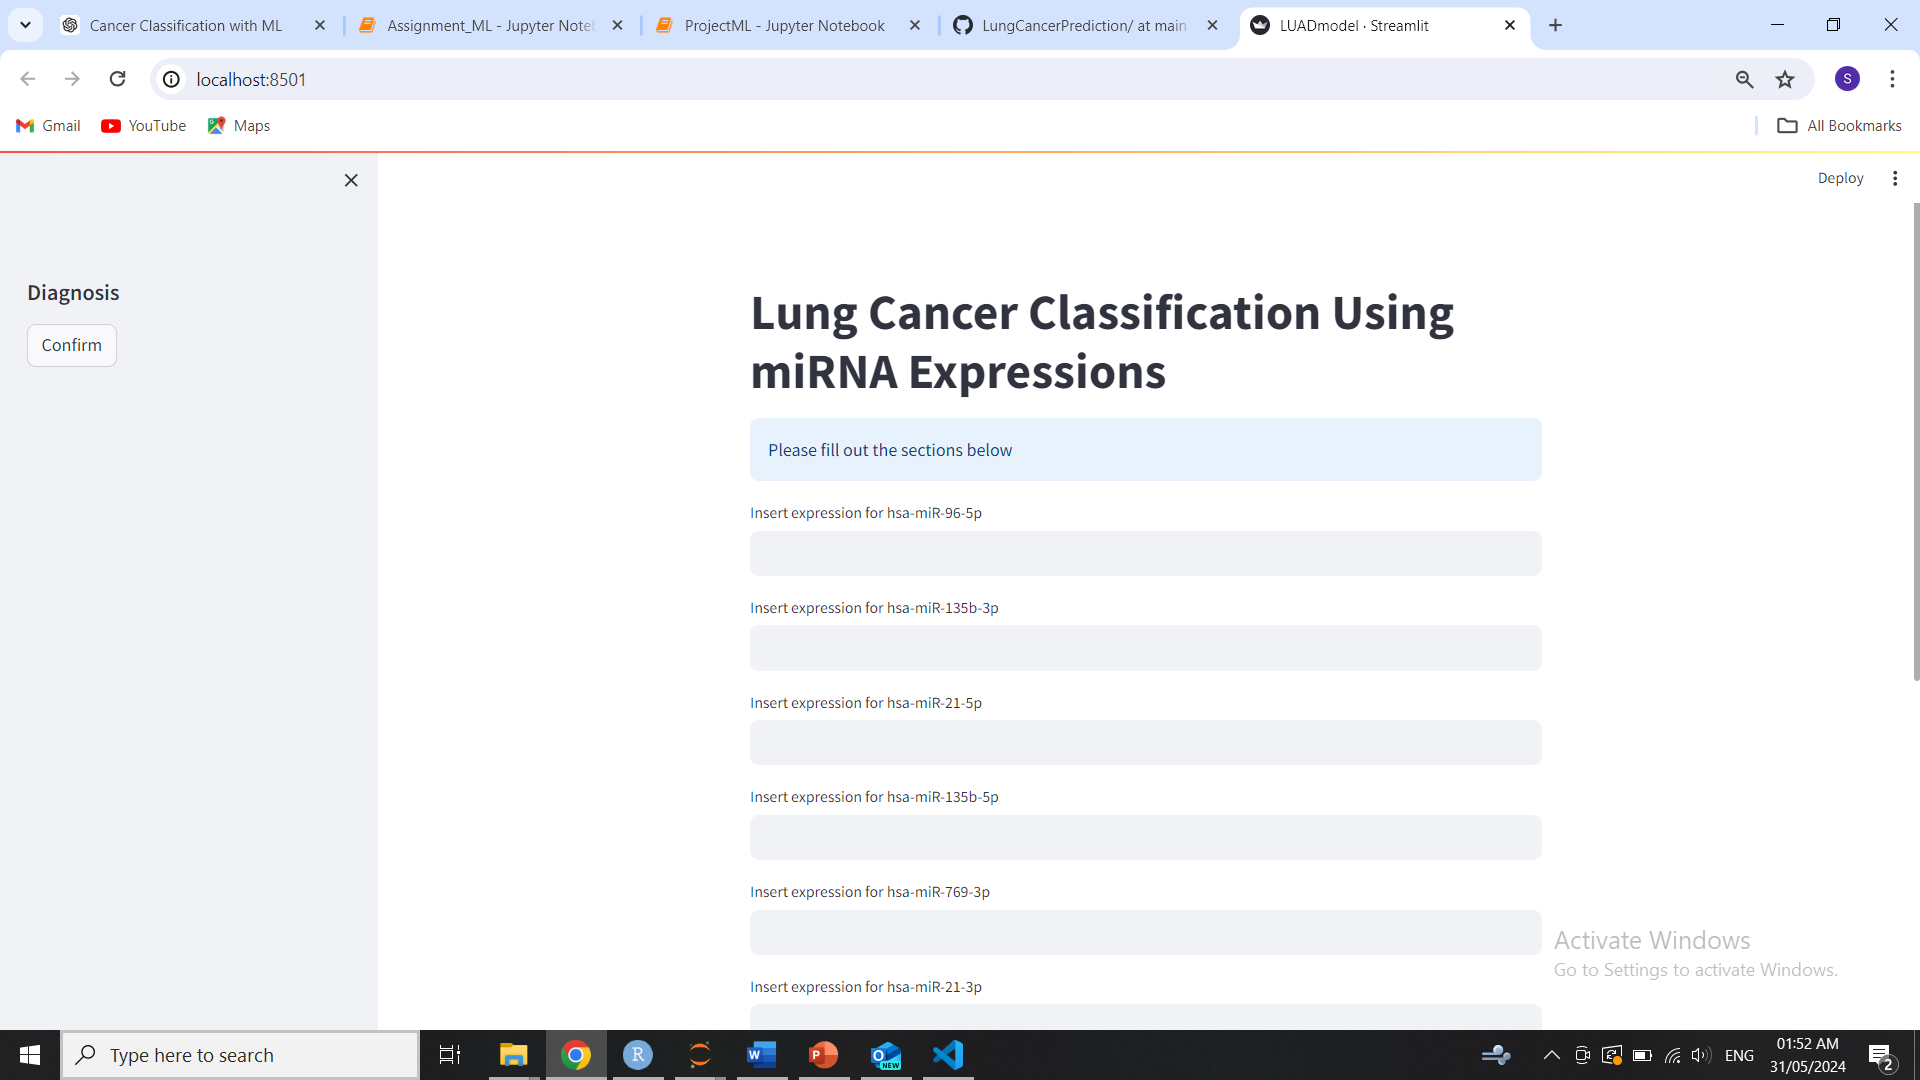 Cancer Classification with ML
Assignment_ML - Jupyter Note
ProjectML - Jupyter Notebook
LungCancerPrediction/ at main
LUADmodel · Streamlit
localhost:8501
S
Gmail
YouTube
Maps
All Bookmarks
Deploy
Diagnosis
Confirm
Lung Cancer Classification Using
miRNA Expressions
Please fill out the sections below
Insert expression for hsa-miR-96-5p
Insert expression for hsa-miR-135b-3p
Insert expression for hsa-miR-21-5p
Insert expression for hsa-miR-135b-5p
Insert expression for hsa-miR-769-3p
Insert expression for hsa-miR-21-3p
Activate Windows
Go to Settings to activate Windows.
Type here to search
R
W
P
O
NEW
ENG
01:52 AM
31/05/2024
2